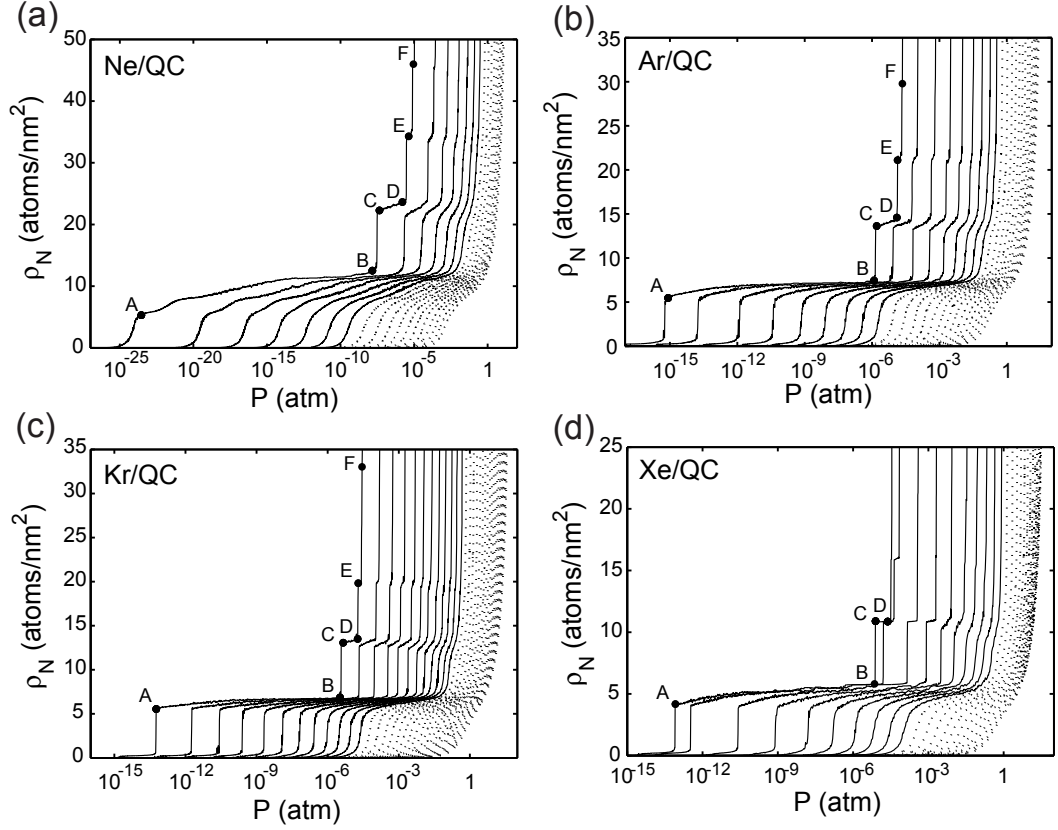 (a)
Ne/QC
ρ_N (atoms/nm²)
50
40
30
20
10
0
A
B
C
D
E
F
10⁻²⁵ 10⁻²⁰ 10⁻¹⁵ 10⁻¹⁰ 10⁻⁵ 1
P (atm)
(b)
Ar/QC
ρ_N (atoms/nm²)
35
30
25
20
15
10
5
0
A
B
C
D
E
F
10⁻¹⁵ 10⁻¹² 10⁻⁹ 10⁻⁶ 10⁻³ 1
P (atm)
(c)
Kr/QC
ρ_N (atoms/nm²)
35
30
25
20
15
10
5
0
A
B
C
D
E
F
10⁻¹⁵ 10⁻¹² 10⁻⁹ 10⁻⁶ 10⁻³ 1
P (atm)
(d)
Xe/QC
ρ_N (atoms/nm²)
25
20
15
10
5
0
A
B
C
D
10⁻¹⁵ 10⁻¹² 10⁻⁹ 10⁻⁶ 10⁻³ 1
P (atm)